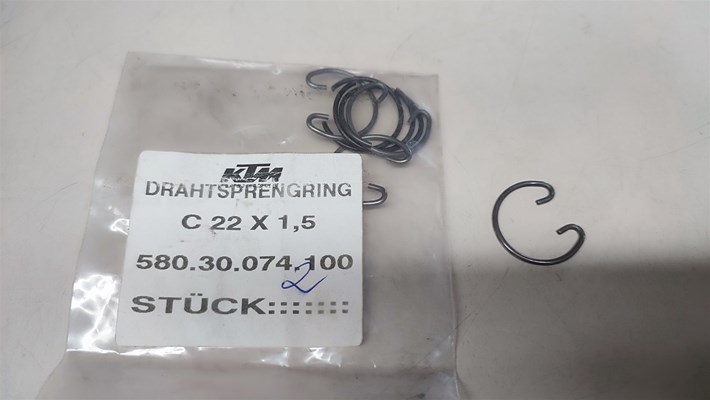 KTM
DRAHTSPRENGRING
C 22 X 1,5
580.30.074.100
2
STÜCK:::::::